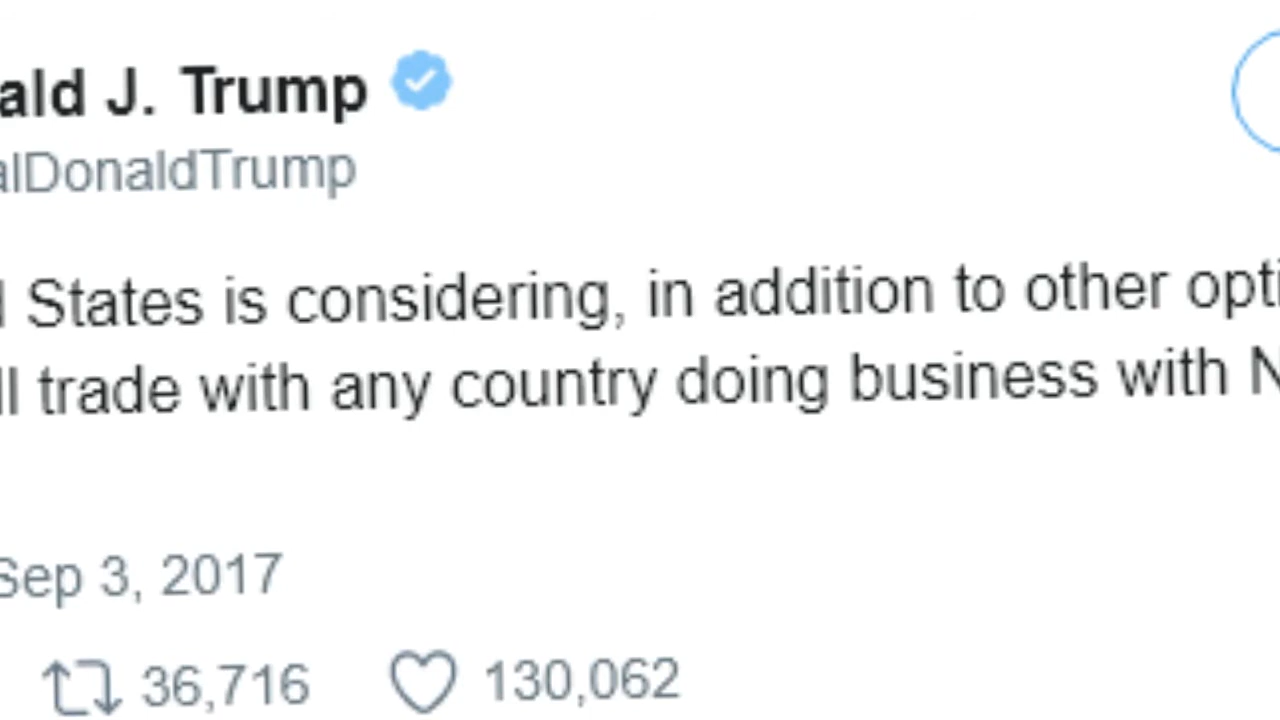 ald J. Trump
alDonaldTrump
States is considering, in addition to other opti
ll trade with any country doing business with N
Sep 3, 2017
36,716 130,062